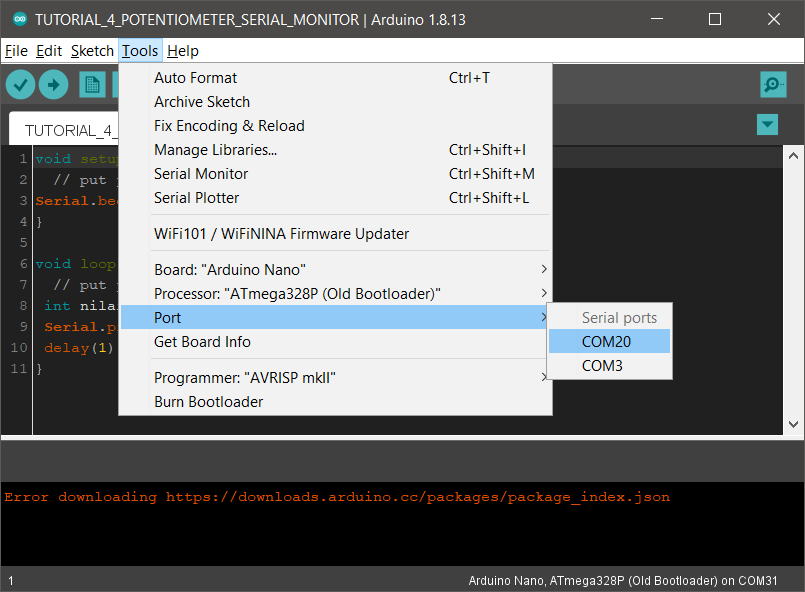 TUTORIAL_4_POTENTIOMETER_SERIAL_MONITOR | Arduino 1.8.13
File Edit Sketch Tools Help
Auto Format Ctrl+T
Archive Sketch
Fix Encoding & Reload
Manage Libraries... Ctrl+Shift+I
Serial Monitor Ctrl+Shift+M
Serial Plotter Ctrl+Shift+L
WiFi101 / WiFiNINA Firmware Updater
Board: "Arduino Nano"
Processor: "ATmega328P (Old Bootloader)"
Port
Get Board Info
Programmer: "AVRISP mkII"
Burn Bootloader
Serial ports
COM20
COM3
TUTORIAL_4_
1 void setup
2 // put
3 Serial.be
4 }
5
6 void loop
7 // put
8 int nila
9 Serial.p
10 delay(1)
11 }
Error downloading https://downloads.arduino.cc/packages/package_index.json
1 Arduino Nano, ATmega328P (Old Bootloader) on COM31